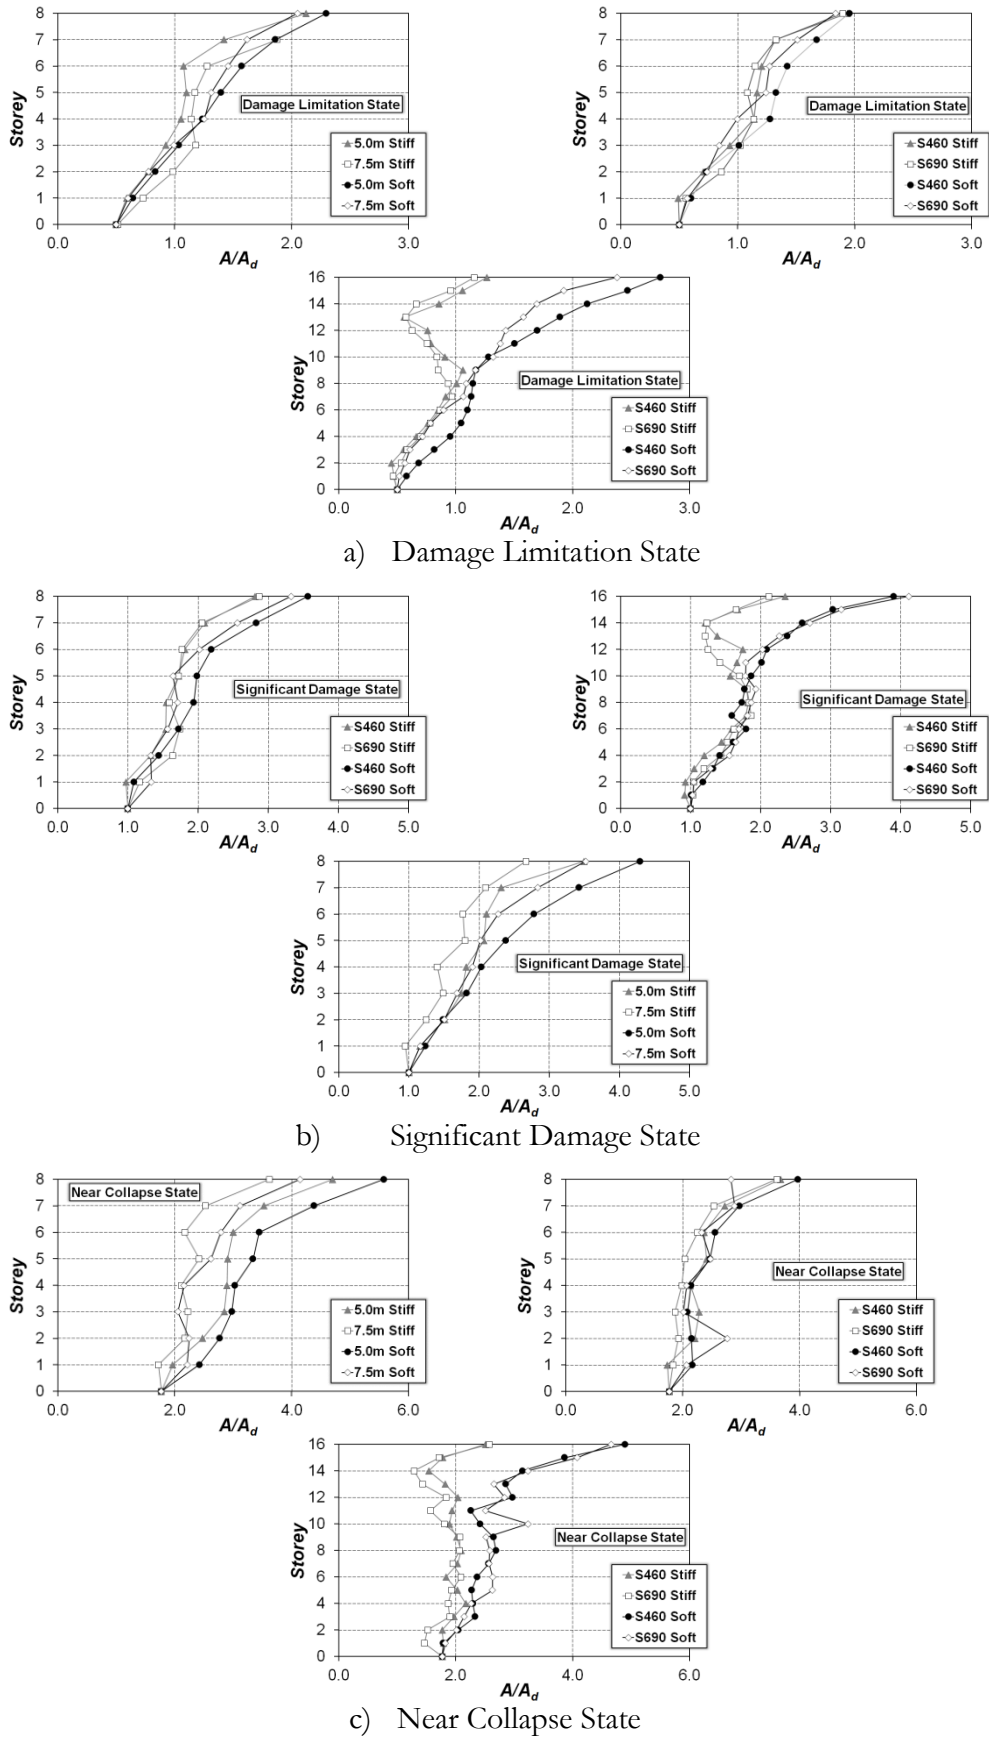 8
7
6
5
4
3
2
1
0
Storey
0.0 1.0 2.0 3.0
A/Ad
Damage Limitation State
5.0m Stiff
7.5m Stiff
5.0m Soft
7.5m Soft
8
7
6
5
4
3
2
1
0
Storey
0.0 1.0 2.0 3.0
A/Ad
Damage Limitation State
S460 Stiff
S690 Stiff
S460 Soft
S690 Soft
16
14
12
10
8
6
4
2
0
Storey
0.0 1.0 2.0 3.0
A/Ad
Damage Limitation State
S460 Stiff
S690 Stiff
S460 Soft
S690 Soft
a) Damage Limitation State
8
7
6
5
4
3
2
1
0
Storey
0.0 1.0 2.0 3.0 4.0 5.0
A/Ad
Significant Damage State
S460 Stiff
S690 Stiff
S460 Soft
S690 Soft
16
14
12
10
8
6
4
2
0
Storey
0.0 1.0 2.0 3.0 4.0 5.0
A/Ad
Significant Damage State
S460 Stiff
S690 Stiff
S460 Soft
S690 Soft
8
7
6
5
4
3
2
1
0
Storey
0.0 1.0 2.0 3.0 4.0 5.0
A/Ad
Significant Damage State
5.0m Stiff
7.5m Stiff
5.0m Soft
7.5m Soft
b) Significant Damage State
8
7
6
5
4
3
2
1
0
Storey
0.0 2.0 4.0 6.0
A/Ad
Near Collapse State
5.0m Stiff
7.5m Stiff
5.0m Soft
7.5m Soft
8
7
6
5
4
3
2
1
0
Storey
0.0 2.0 4.0 6.0
A/Ad
Near Collapse State
S460 Stiff
S690 Stiff
S460 Soft
S690 Soft
16
14
12
10
8
6
4
2
0
Storey
0.0 2.0 4.0 6.0
A/Ad
Near Collapse State
S460 Stiff
S690 Stiff
S460 Soft
S690 Soft
c) Near Collapse State